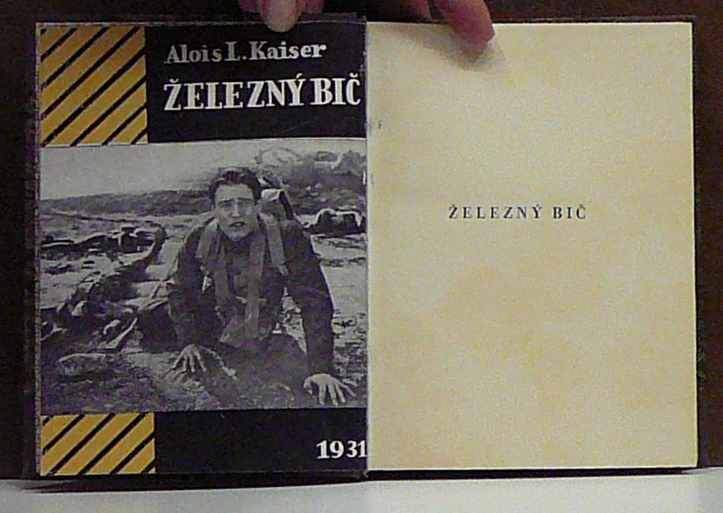 Alois L. Kaiser
ŽELEZNÝ BIČ
1931
ŽELEZNÝ BIČ